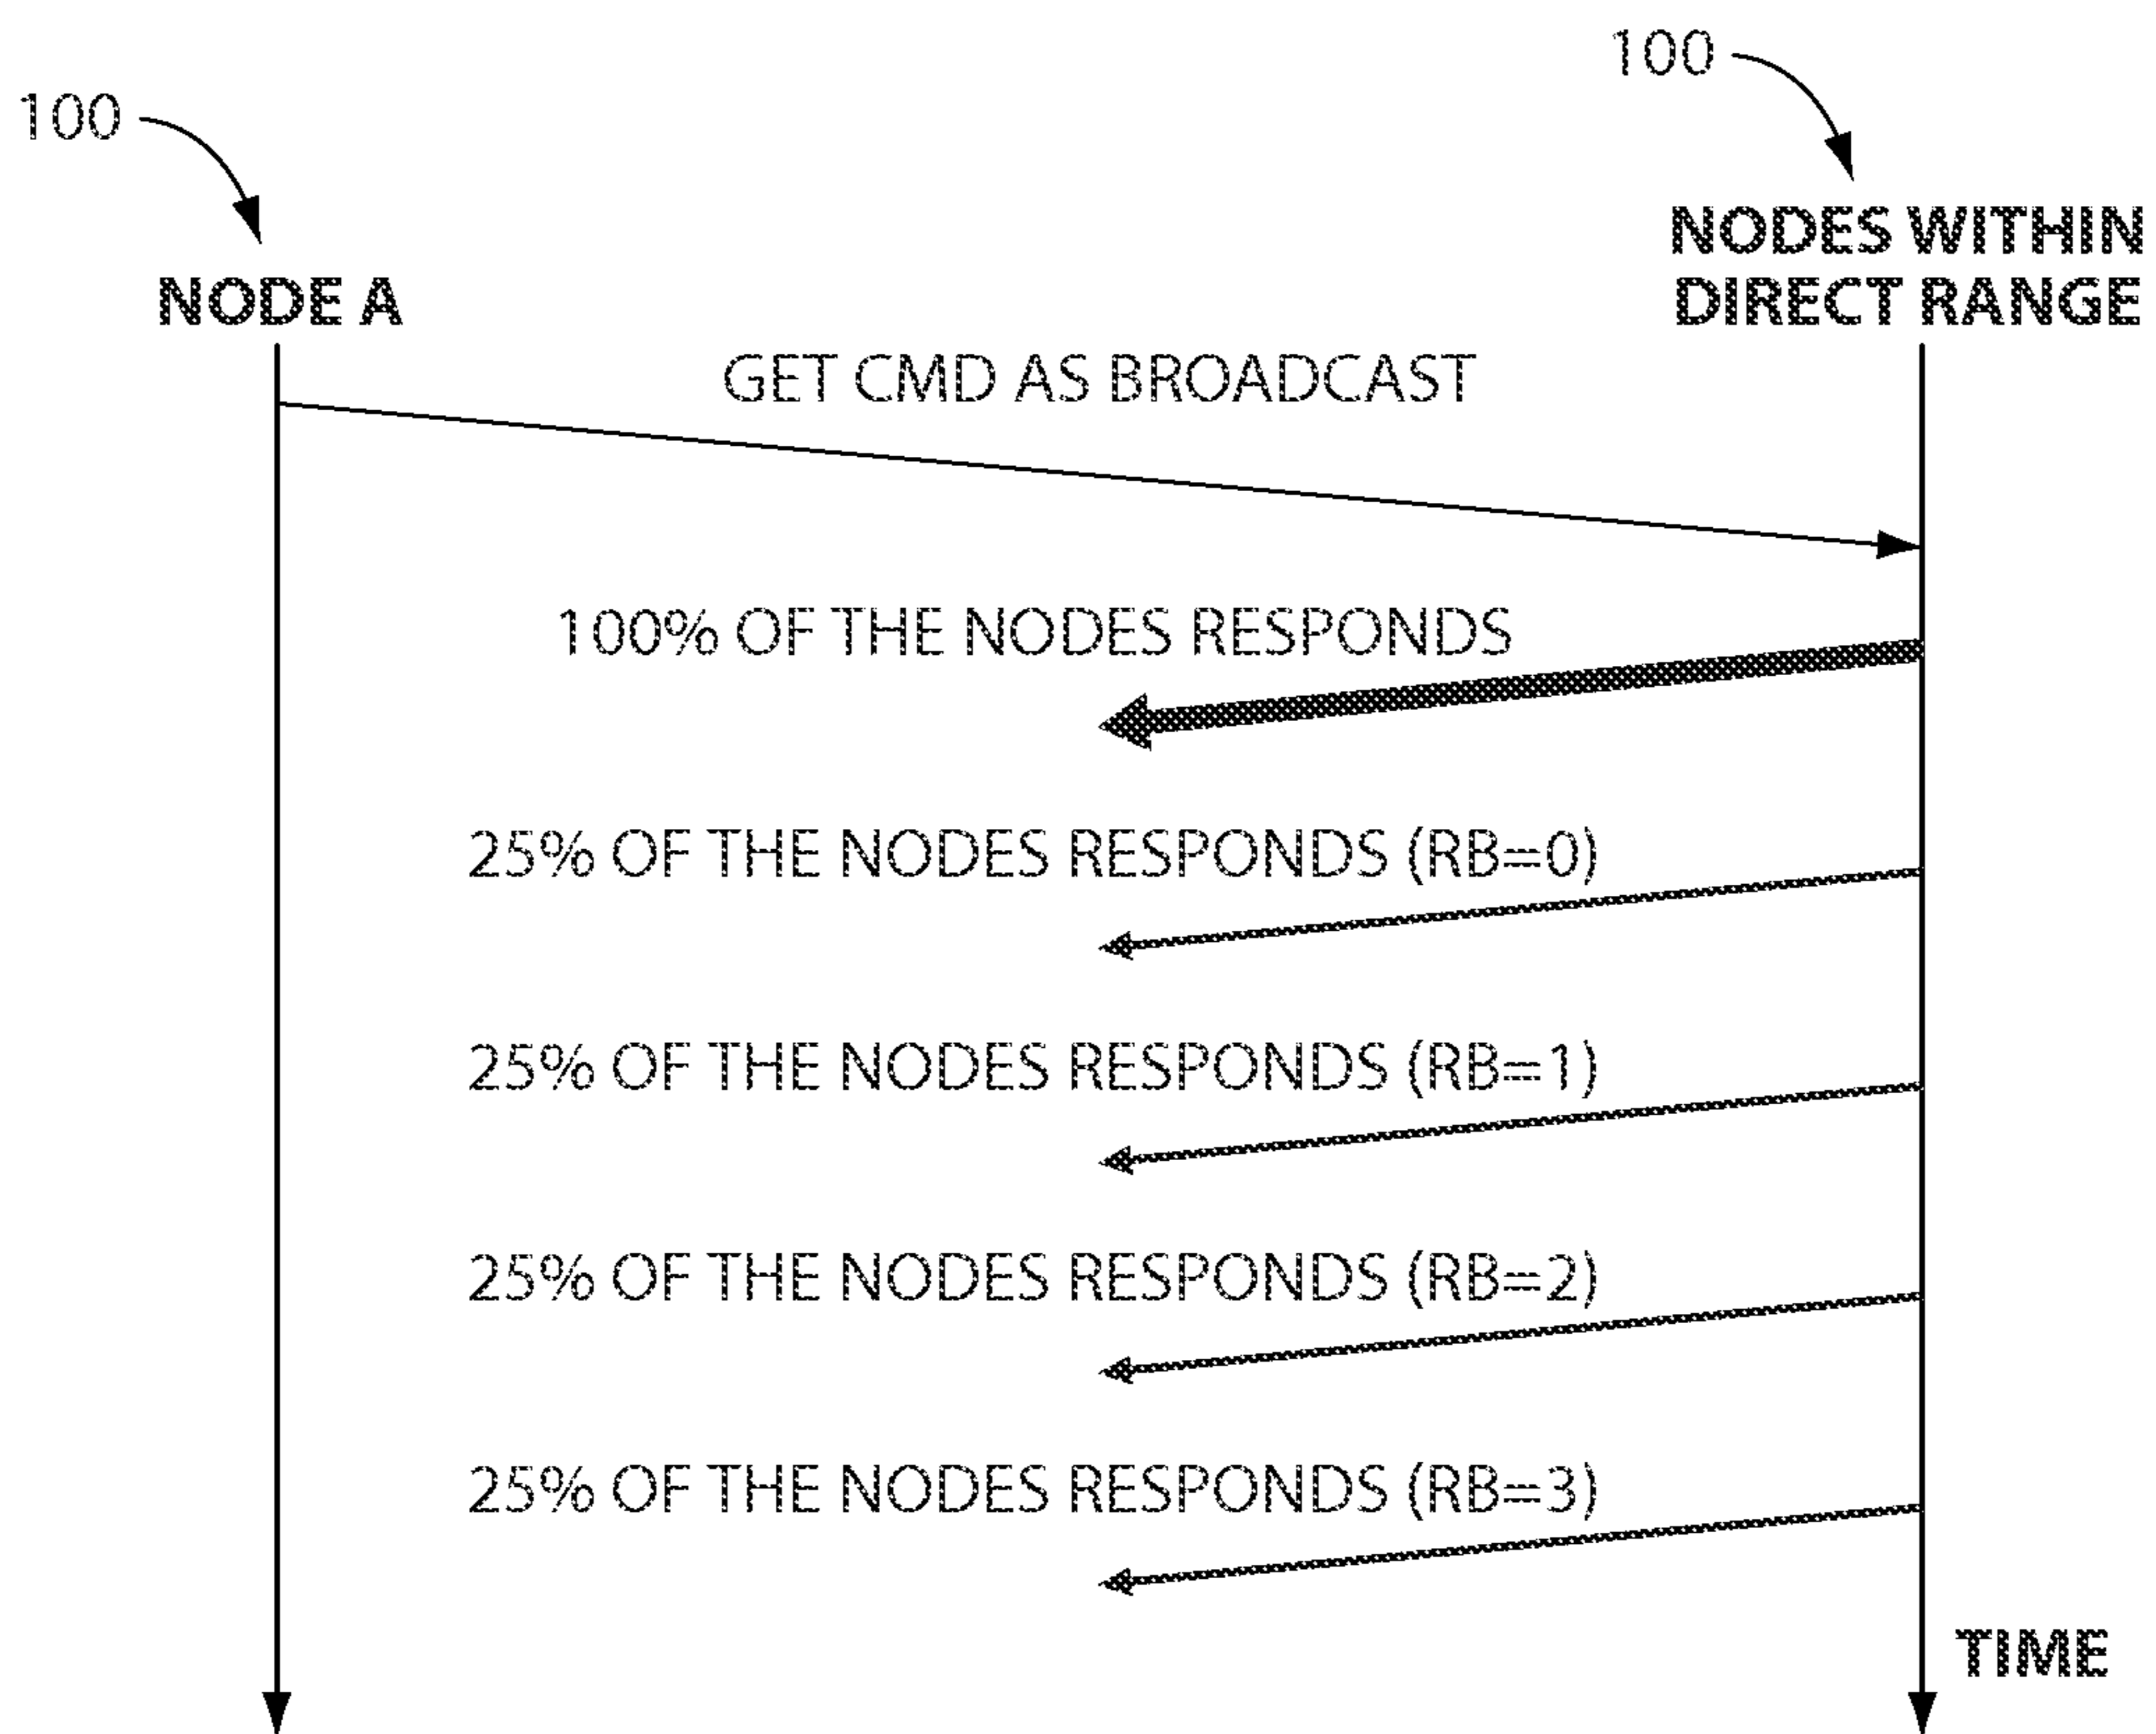 100
100
NODE A
NODES WITHIN
DIRECT RANGE
GET CMD AS BROADCAST
100% OF THE NODES RESPONDS
25% OF THE NODES RESPONDS (RB=0)
25% OF THE NODES RESPONDS (RB=1)
25% OF THE NODES RESPONDS (RB=2)
25% OF THE NODES RESPONDS (RB=3)
TIME